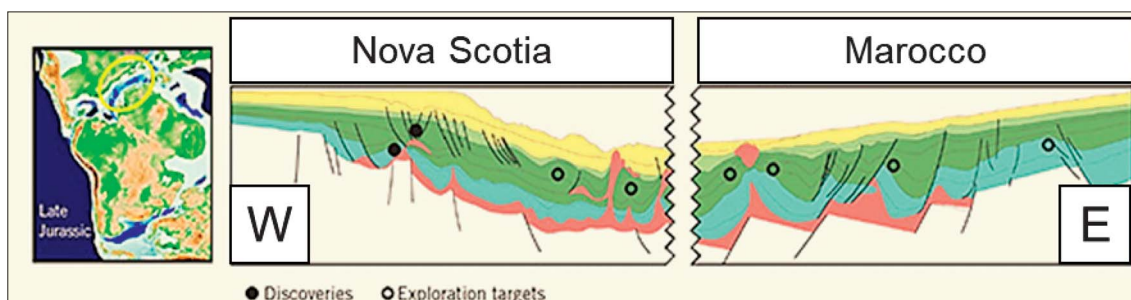 Nova Scotia
Marocco
Late
Jurassic
W
E
Discoveries
Exploration targets